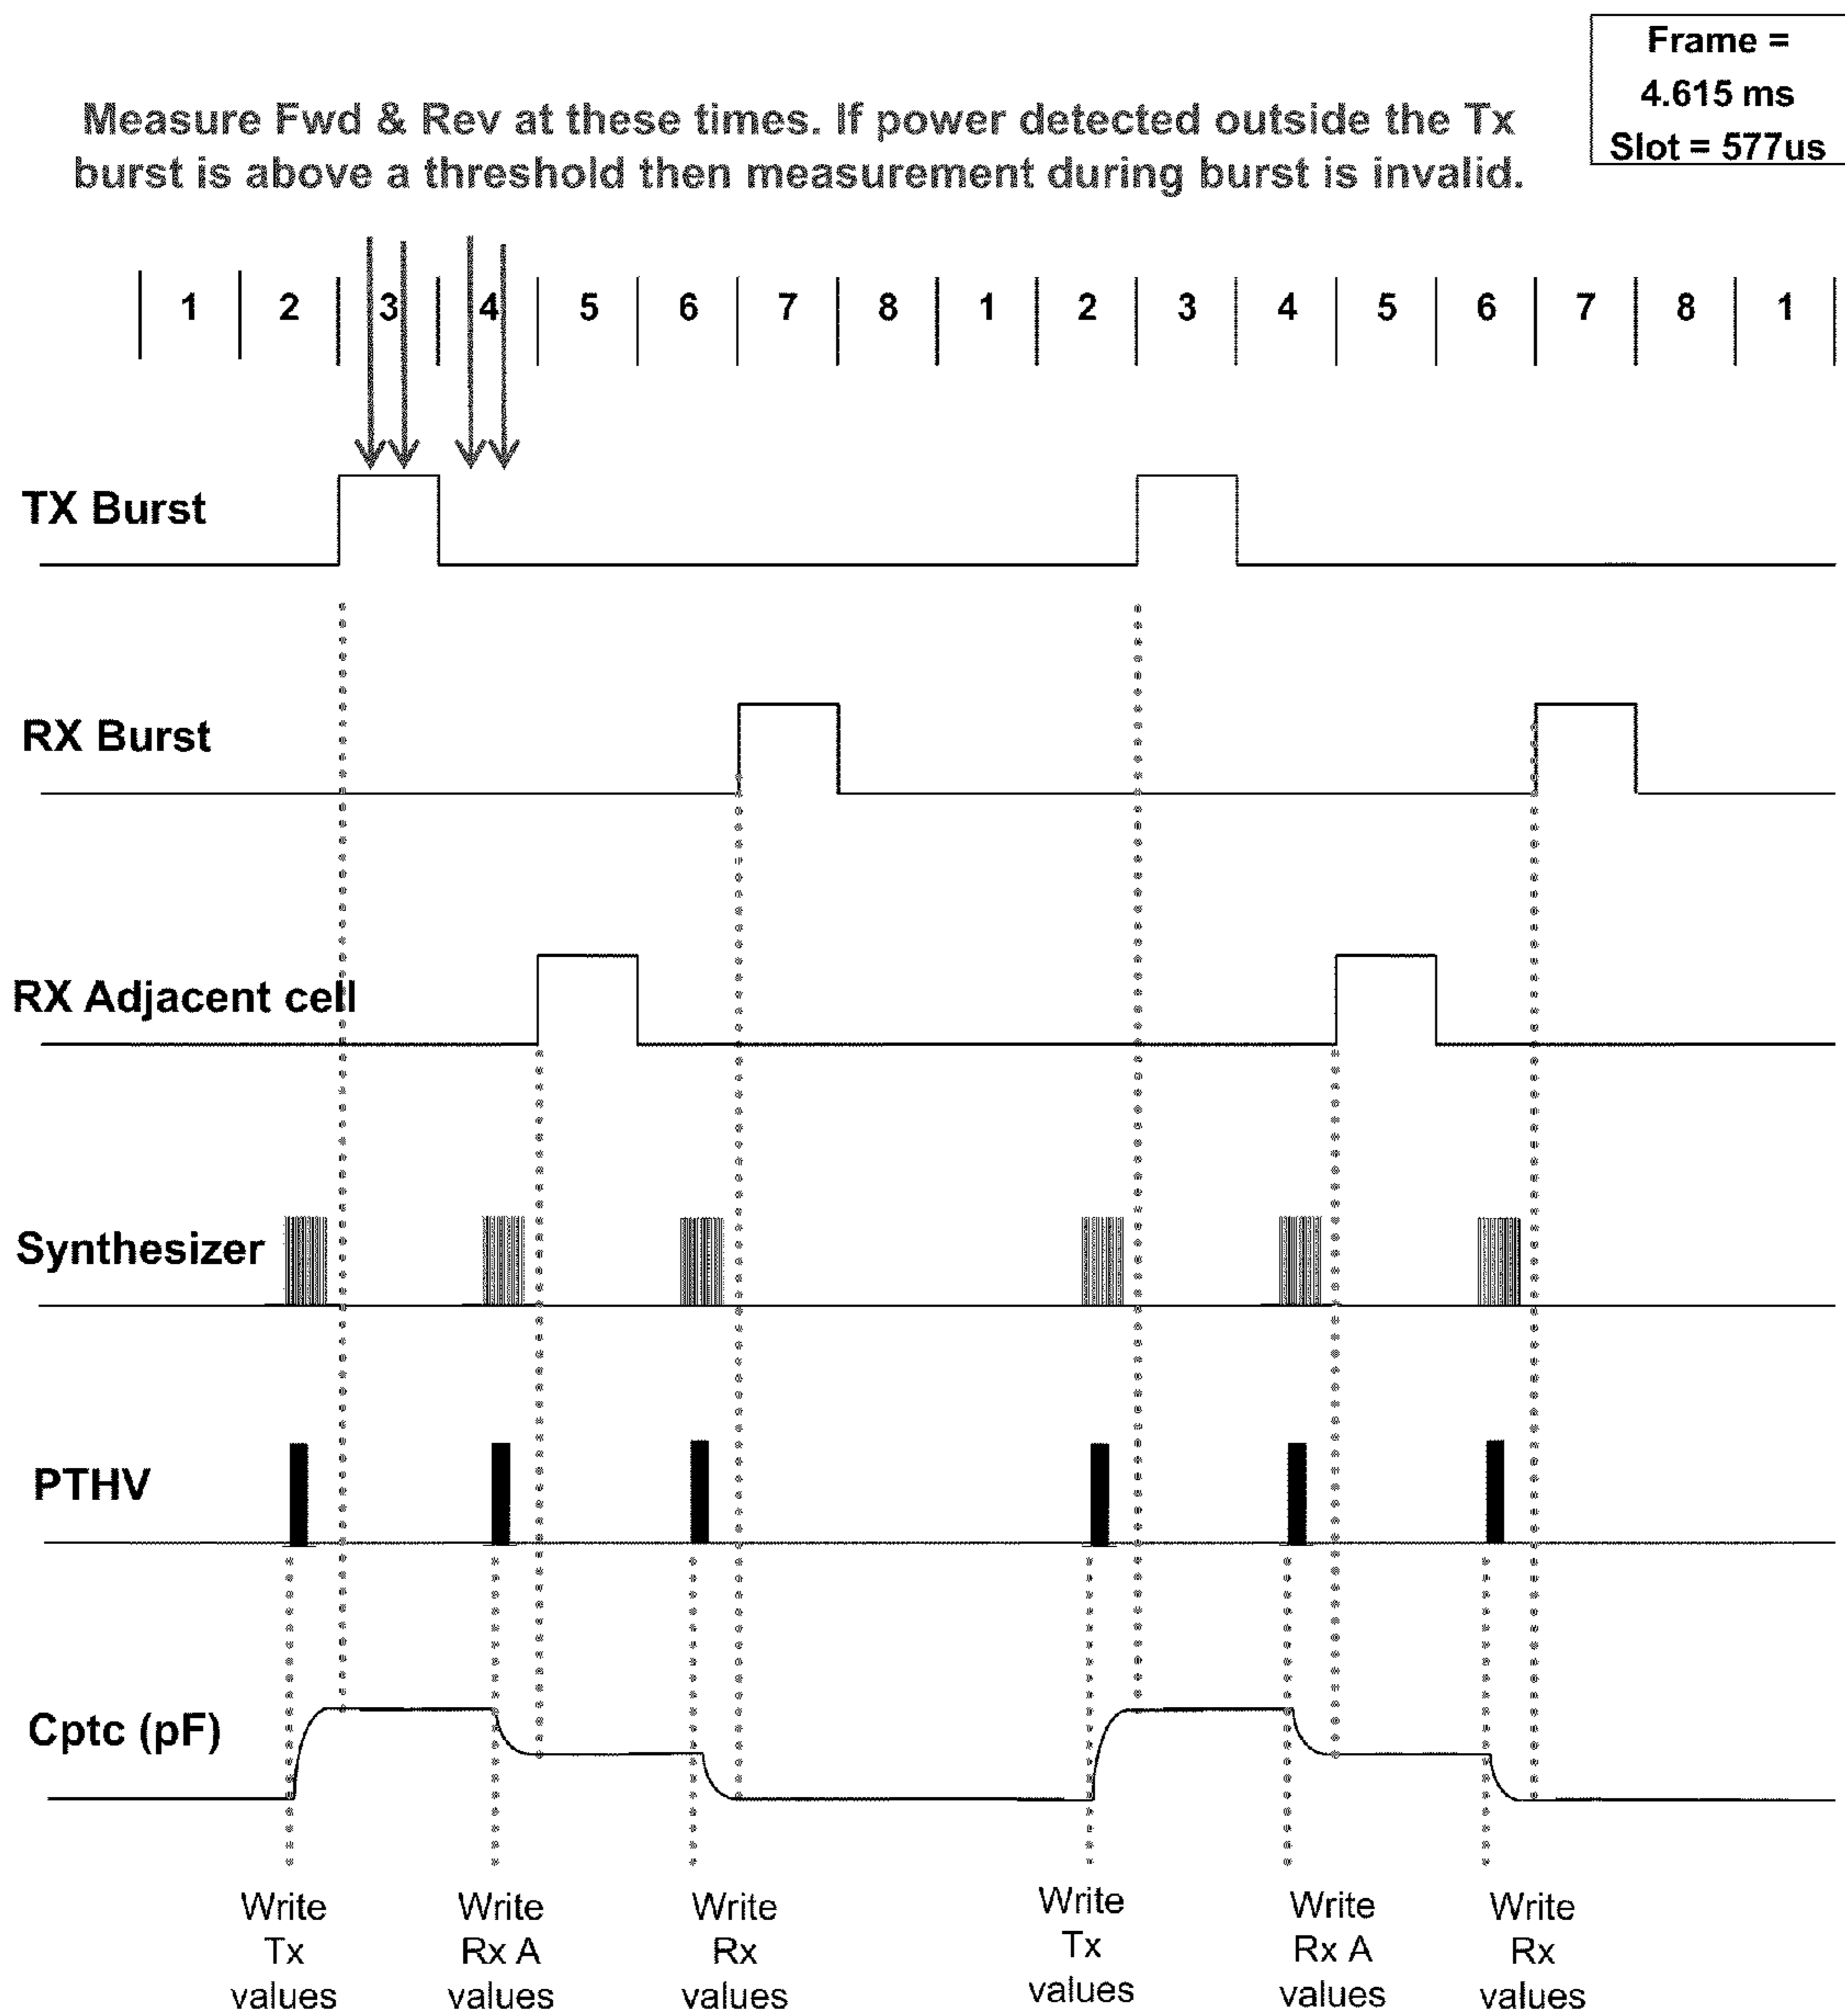 Frame =
4.615 ms
Slot = 577us
Measure Fwd & Rev at these times. If power detected outside the Tx
burst is above a threshold then measurement during burst is invalid.
1 2 3 4 5 6 7 8 1 2 3 4 5 6 7 8 1
TX Burst
RX Burst
RX Adjacent cell
Synthesizer
PTHV
Cptc (pF)
Write
Tx
values
Write
Rx A
values
Write
Rx
values
Write
Tx
values
Write
Rx A
values
Write
Rx
values